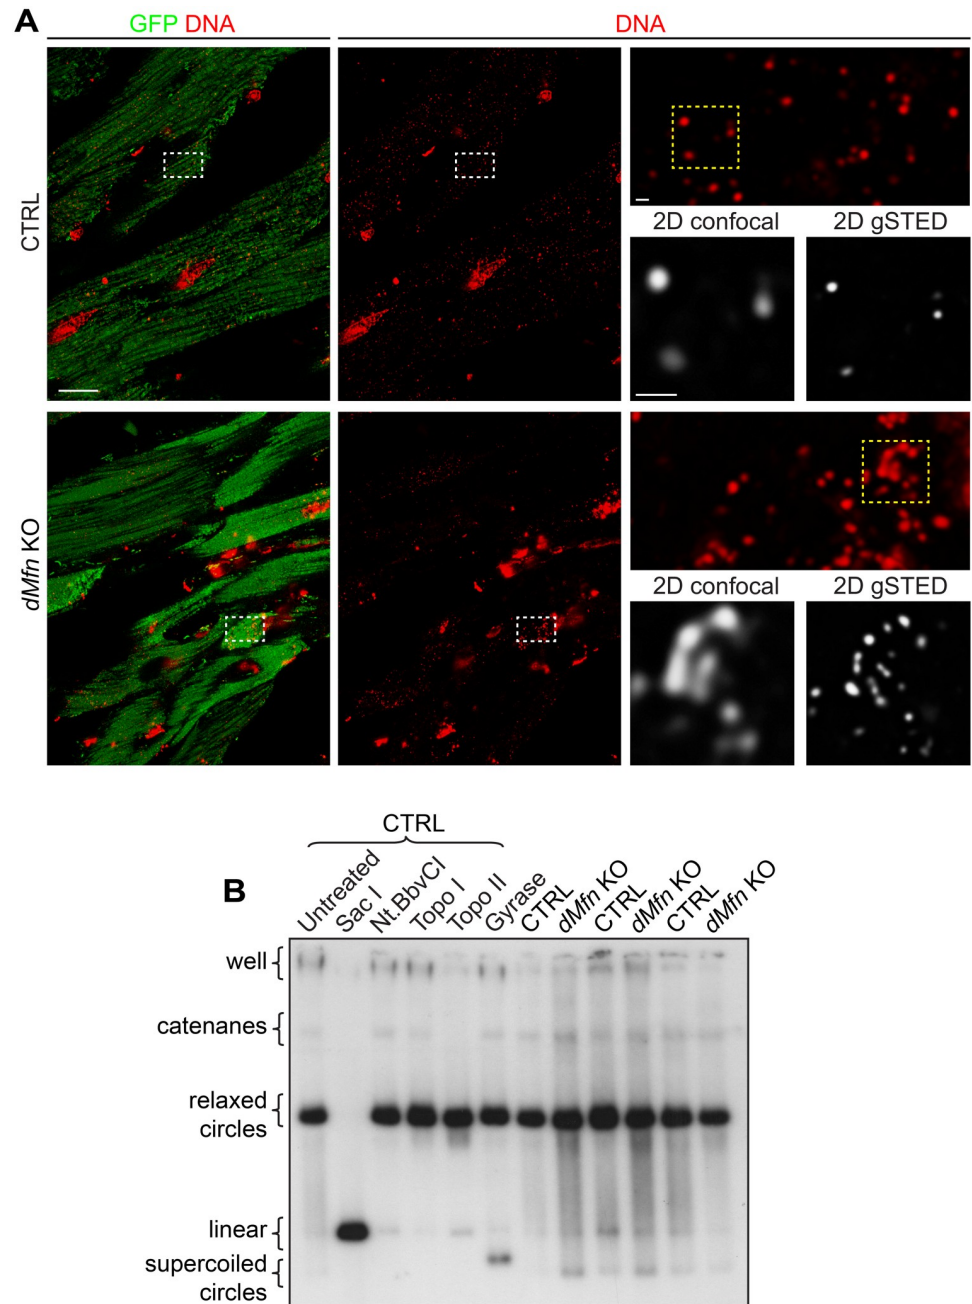 A
GFP DNA
DNA
CTRL
2D confocal
2D gSTED
dMfn KO
2D confocal
2D gSTED
CTRL
B
Untreated
Sac I
Nt.BbvCI
Topo I
Topo II
Gyrase
CTRL
dMfn KO
CTRL
dMfn KO
CTRL
dMfn KO
well
catenanes
relaxed
circles
linear
supercoiled
circles